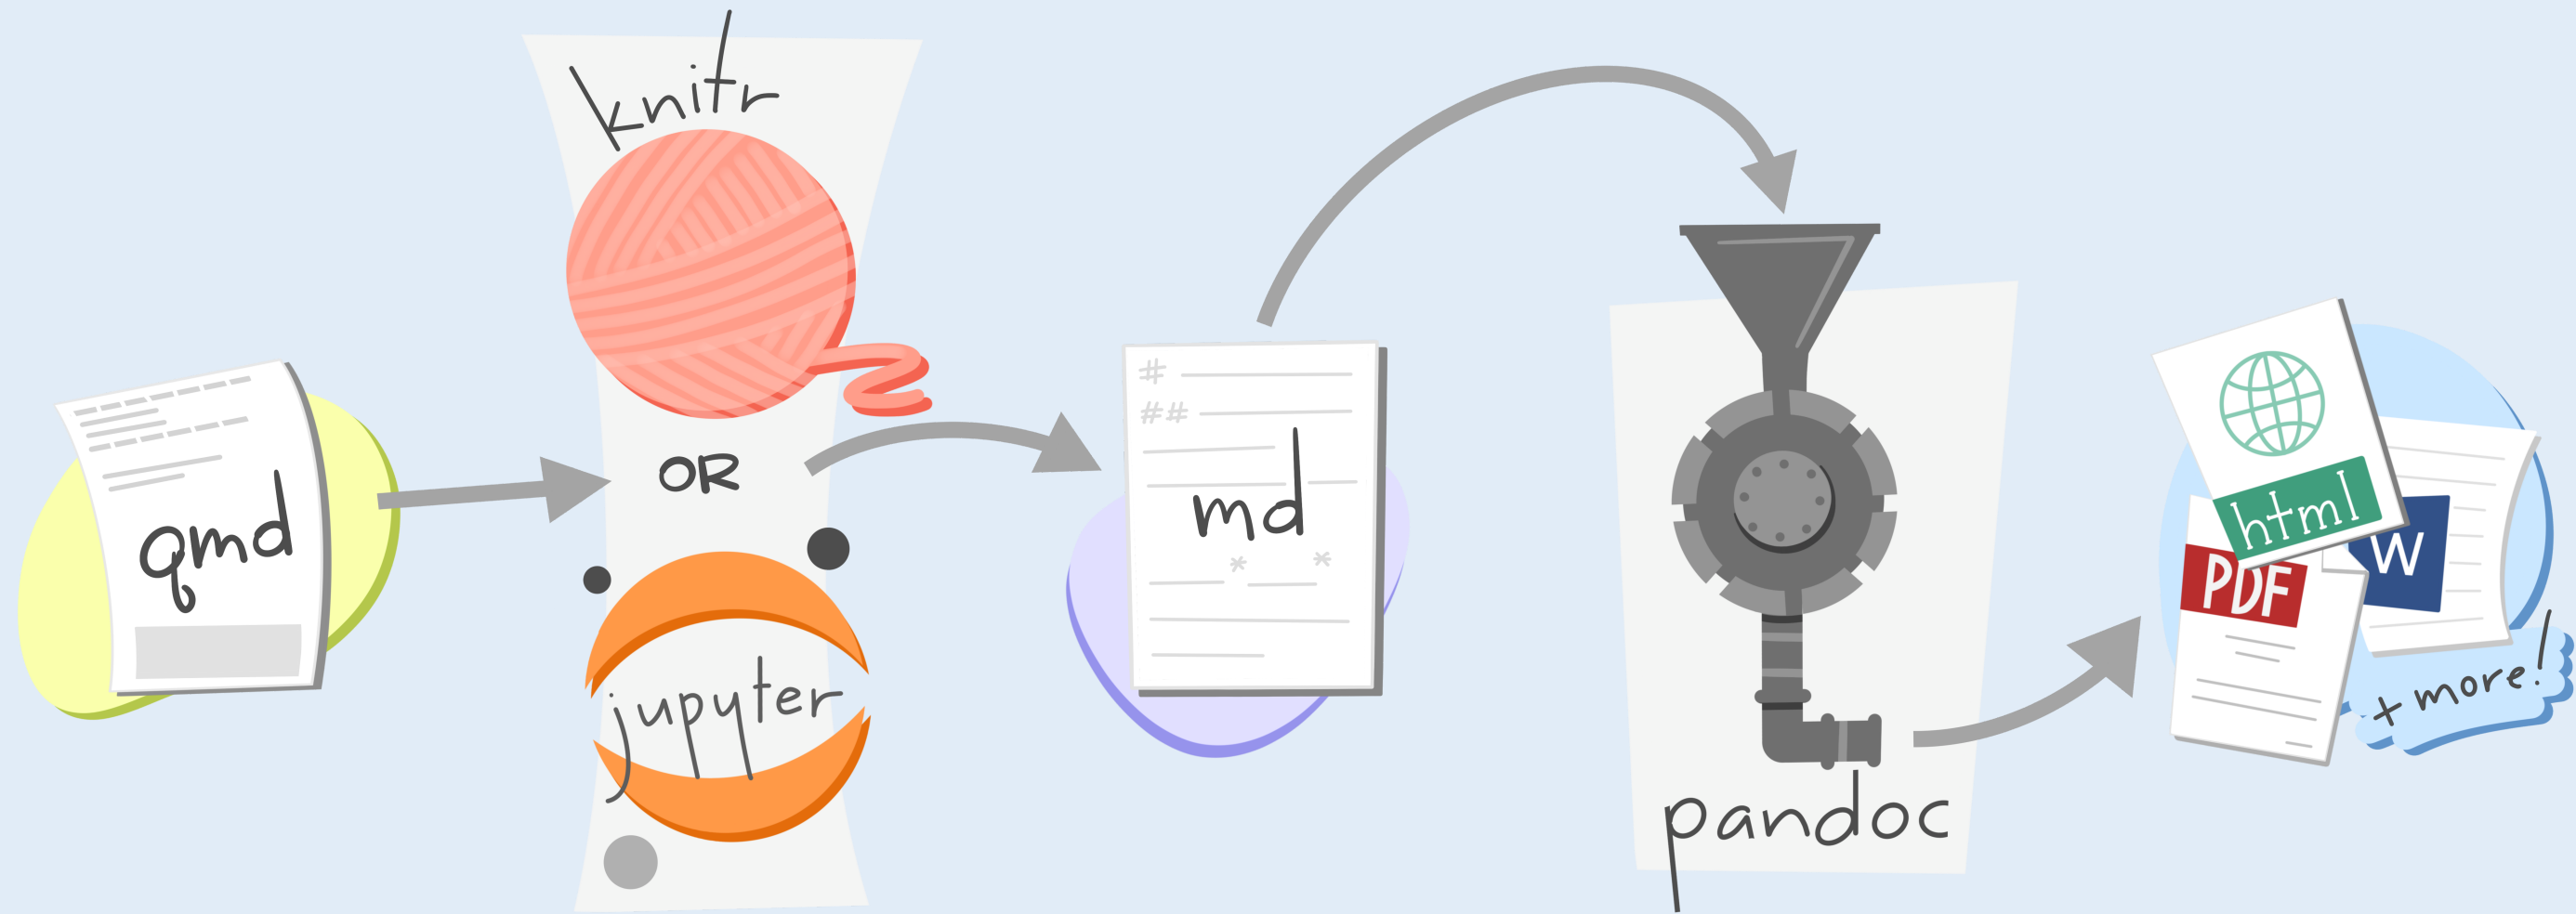 qmd
knitr
OR
jupyter
#
##
md
*
*
pandoc
html
PDF
W
+ more!